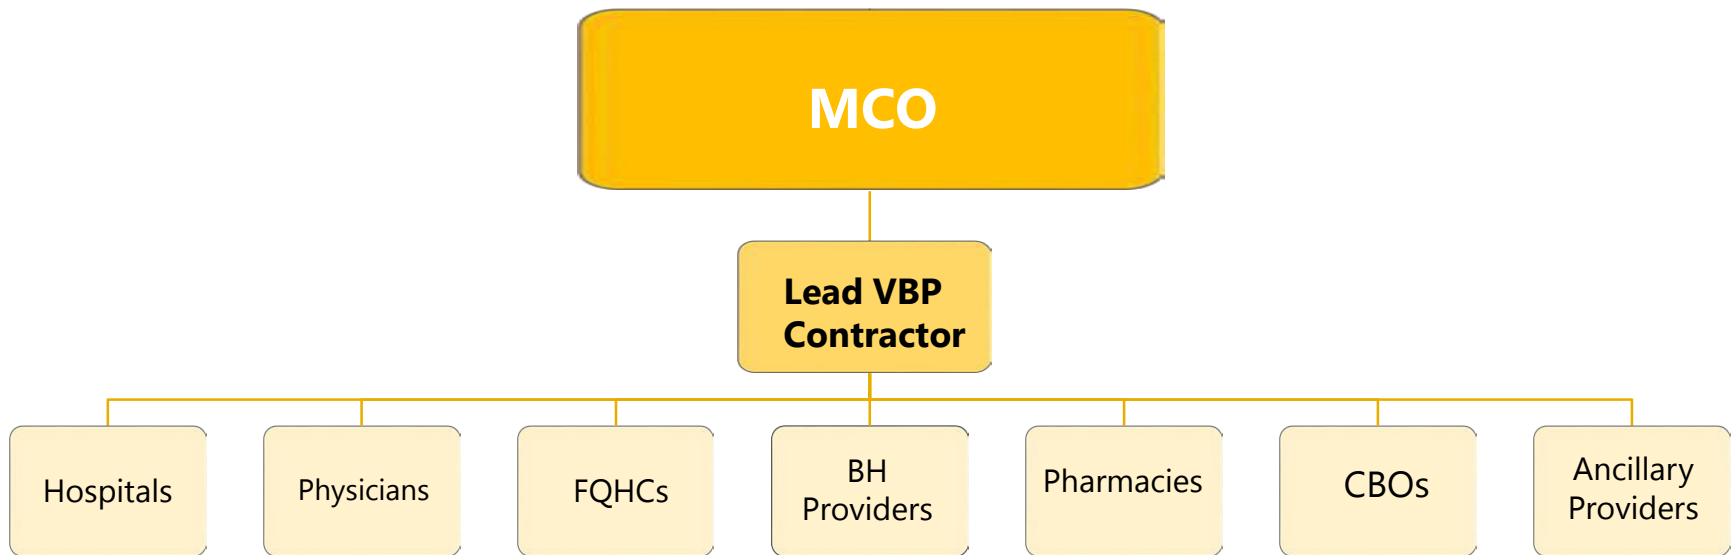 MCO
Lead VBP
Contractor
Hospitals
Physicians
FQHCs
BH
Providers
Pharmacies
CBOs
Ancillary
Providers